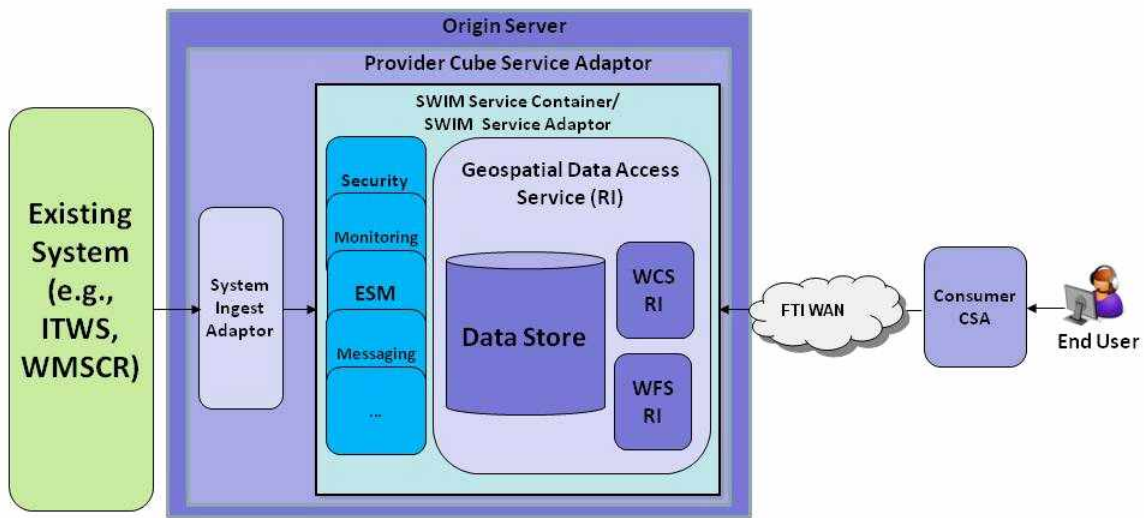 Origin Server
Provider Cube Service Adaptor
SWIM Service Container/
SWIM Service Adaptor
Existing
System
(e.g.,
ITWS,
WMSCR)
System
Ingest
Adaptor
Security
Monitoring
ESM
Messaging
...
Geospatial Data Access
Service (RI)
Data Store
WCS
RI
WFS
RI
FTI WAN
Consumer
CSA
End User